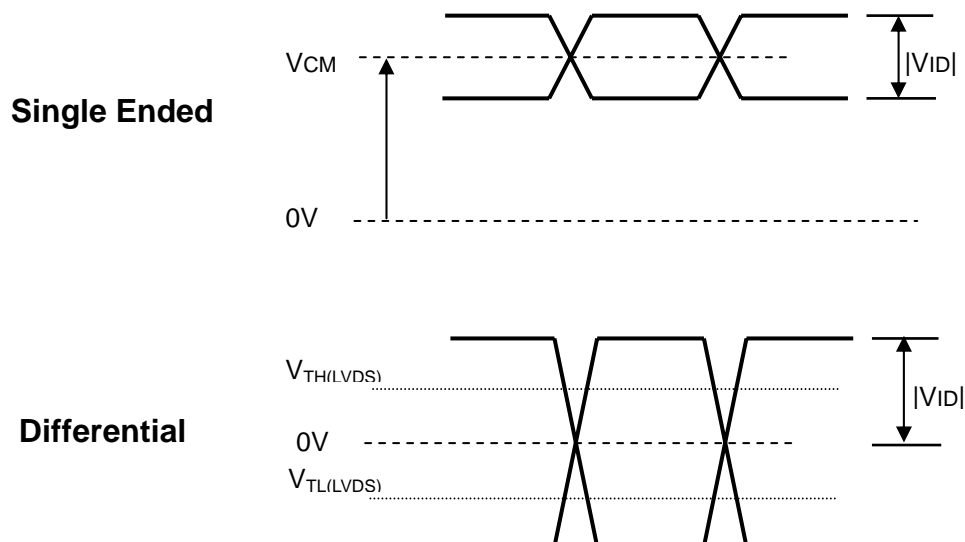 VCM
|VID|
Single Ended
0V
VTH(LVDS)
|VID|
Differential
0V
VTL(LVDS)